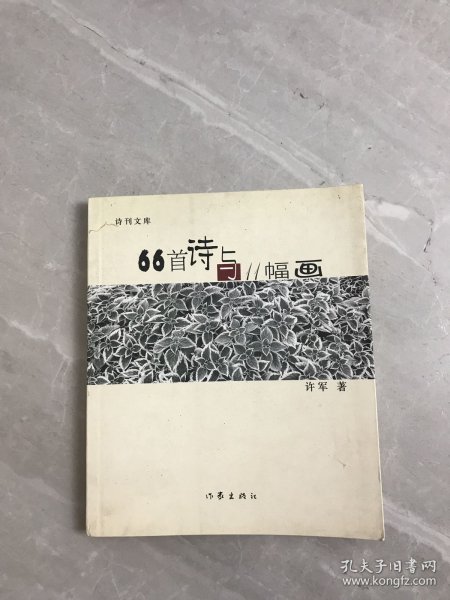 诗刊文库
66首诗与11幅画
许军 著
作家出版社
孔夫子旧书网
www.kongfz.com